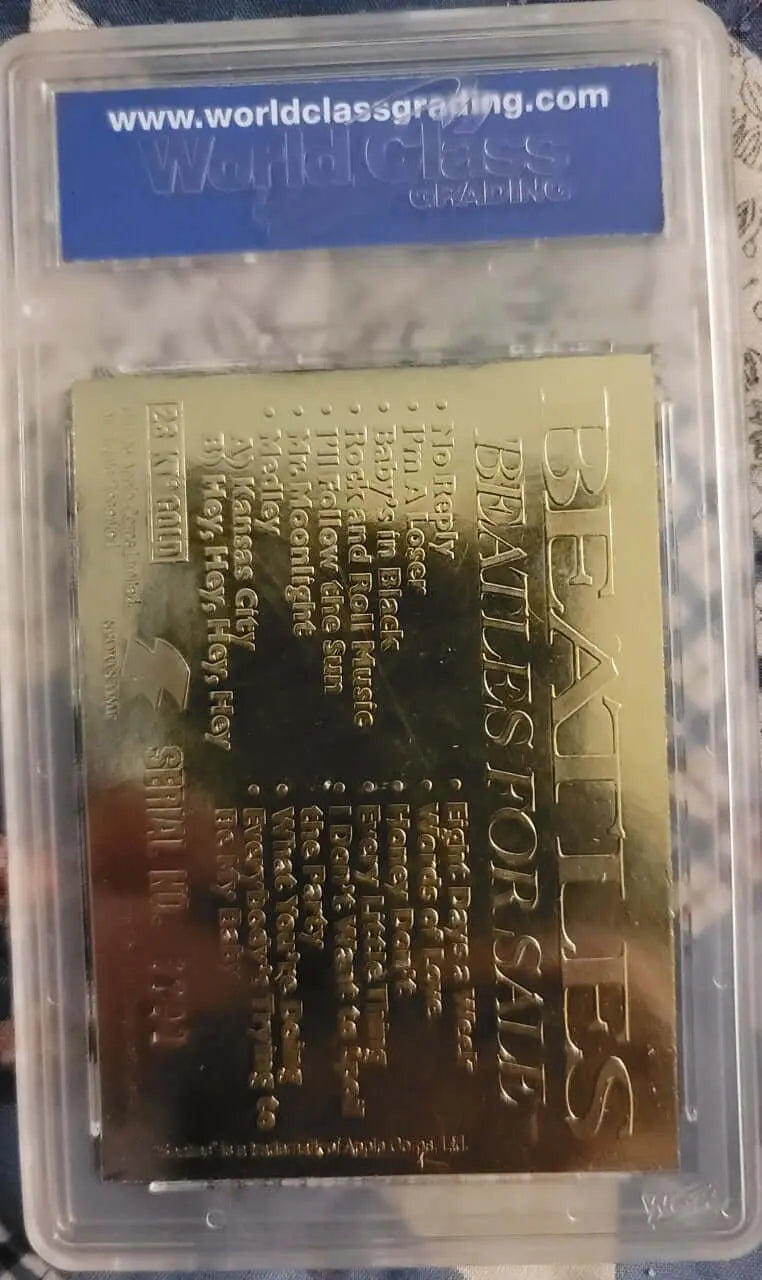 www.worldclassgrading.com
World Class
GRADING
BEATLES
BEATLES FOR SALE
• No Reply
• I'm A Loser
• Baby's in Black
• Rock and Roll Music
• I'll Follow the Sun
• Mr. Moonlight
• Medley
A) Kansas City
B) Hey, Hey, Hey, Hey
• Eight Days a Week
• Words of Love
• Honey Don't
• Every Little Thing
• I Don't Want to Spoil
the Party
• What You're Doing
• Everybody's Trying to
Be My Baby
23 KT GOLD
SERIAL NO.
Limited
"Beatles" is a trademark of Apple Corps, Ltd.